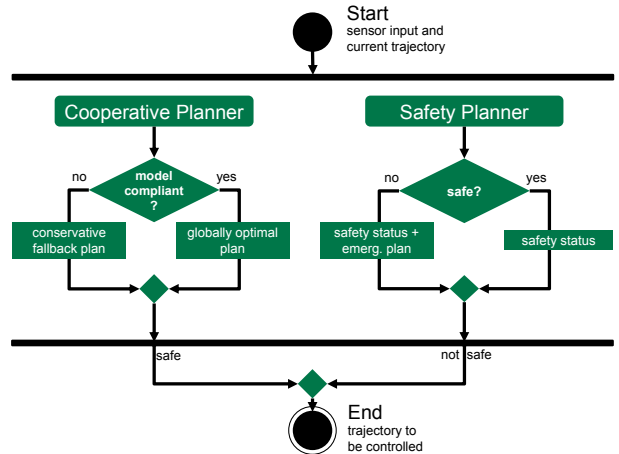 Start
sensor input and
current trajectory
Cooperative Planner
Safety Planner
no
model
compliant
?
yes
no
safe?
yes
conservative
fallback plan
globally optimal
plan
safety status +
emerg. plan
safety status
safe
not safe
End
trajectory to
be controlled